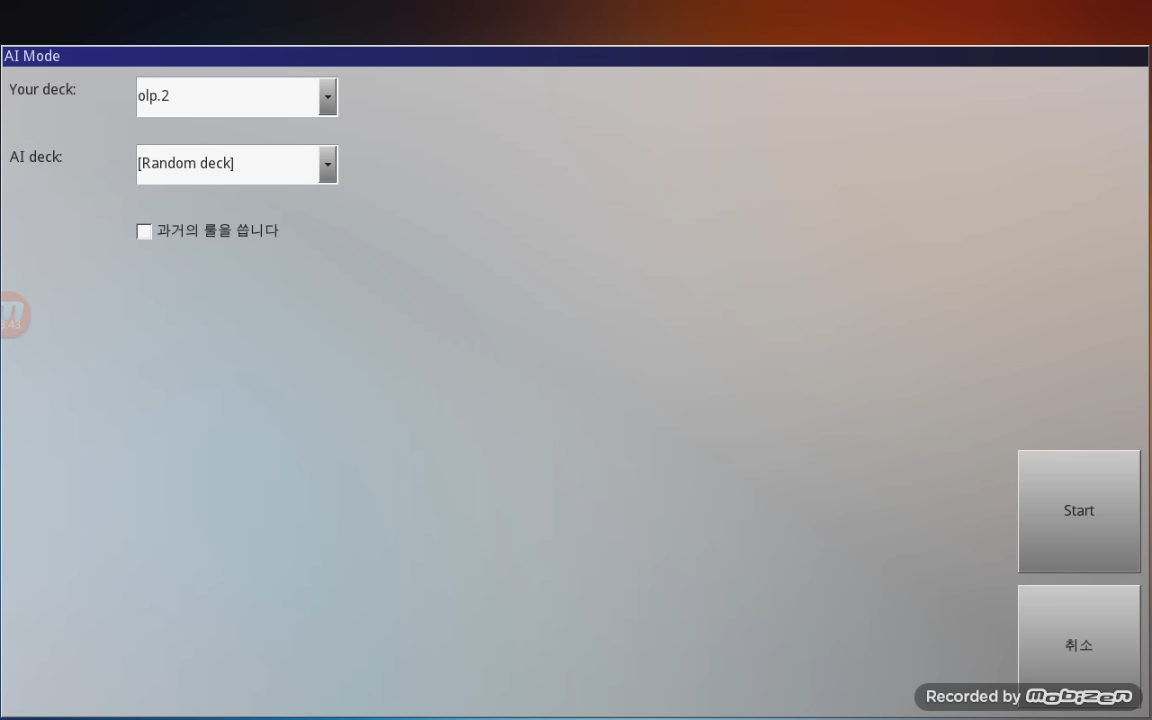 AI Mode
Your deck:
olp.2
AI deck:
[Random deck]
과거의 룰을 씁니다
Start
취소
Recorded by mobizen